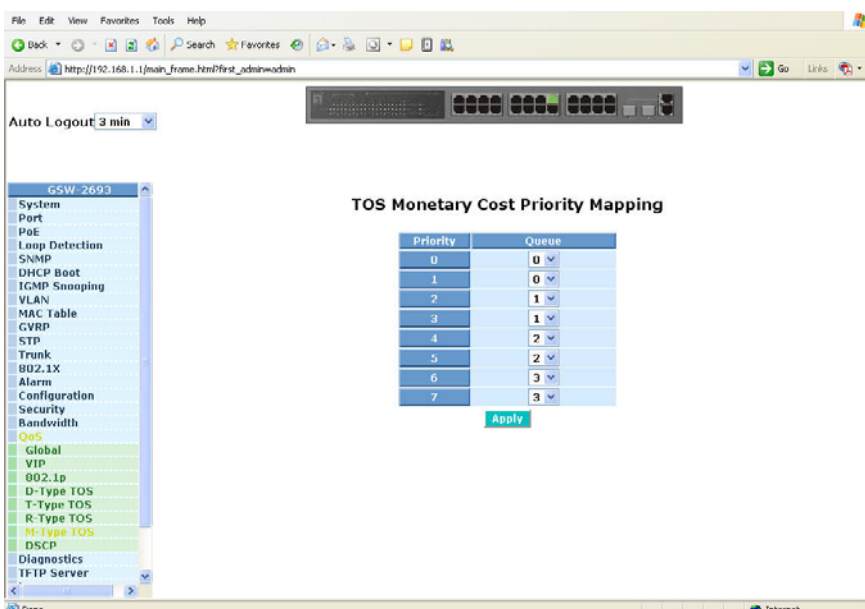 File Edit View Favorites Tools Help
Back Search Favorites
Address http://192.168.1.1/main_frame.html?first_admin=admin Go Links
Auto Logout 3 min
GSW-2693
System
Port
PoE
Loop Detection
SNMP
DHCP Boot
IGMP Snooping
VLAN
MAC Table
GVRP
STP
Trunk
802.1X
Alarm
Configuration
Security
Bandwidth
QoS
Global
VIP
802.1p
D-Type TOS
T-Type TOS
R-Type TOS
M-Type TOS
DSCP
Diagnostics
TFTP Server
TOS Monetary Cost Priority Mapping
Priority Queue
0 0
1 0
2 1
3 1
4 2
5 2
6 3
7 3
Apply